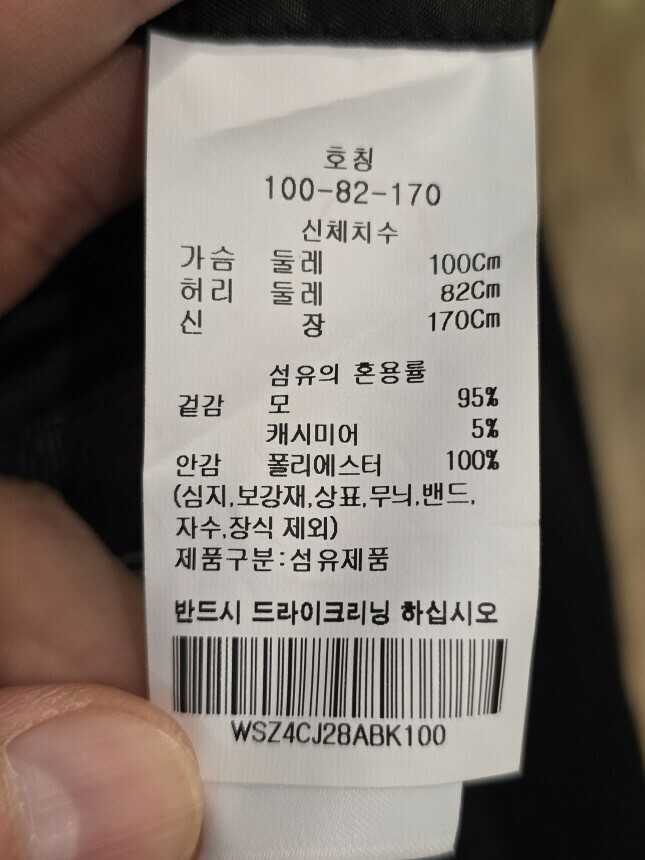 호칭
100-82-170
신체치수
가슴 둘레 100Cm
허리 둘레 82Cm
신 장 170Cm
섬유의 혼용률
겉감 모 95%
캐시미어 5%
안감 폴리에스터 100%
(심지,보강재,상표,무늬,밴드,
자수,장식 제외)
제품구분:섬유제품
반드시 드라이크리닝 하십시오
WSZ4CJ28ABK100